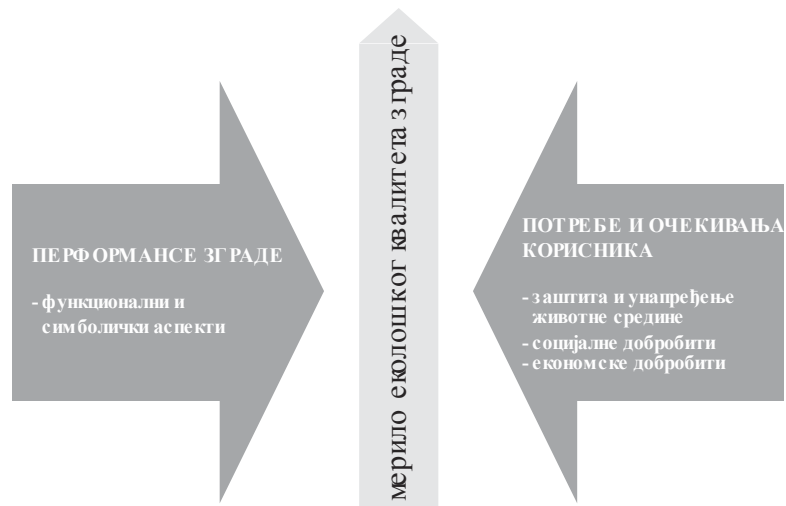 ПЕРФОРМАНСЕ ЗГРАДЕ
- функционални и
симболички аспекти
мерило еколошког квалитета зграде
ПОТРЕБЕ И ОЧЕКИВАЊА
КОРИСНИКА
- заштита и унапређење
животне средине
- социјалне добробити
- економске добробити